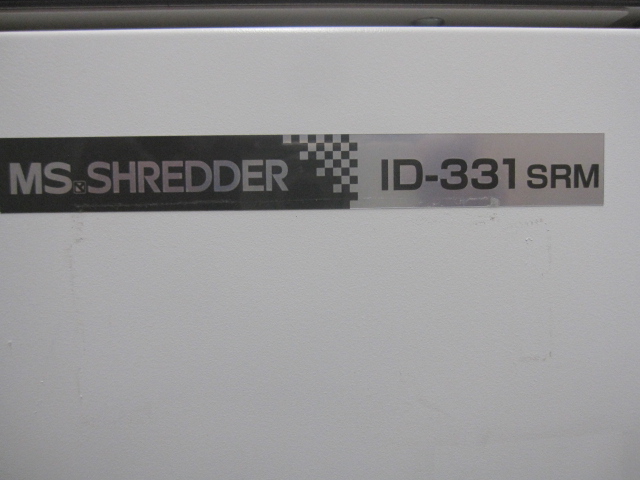 MS SHREDDER ID-331 SRM